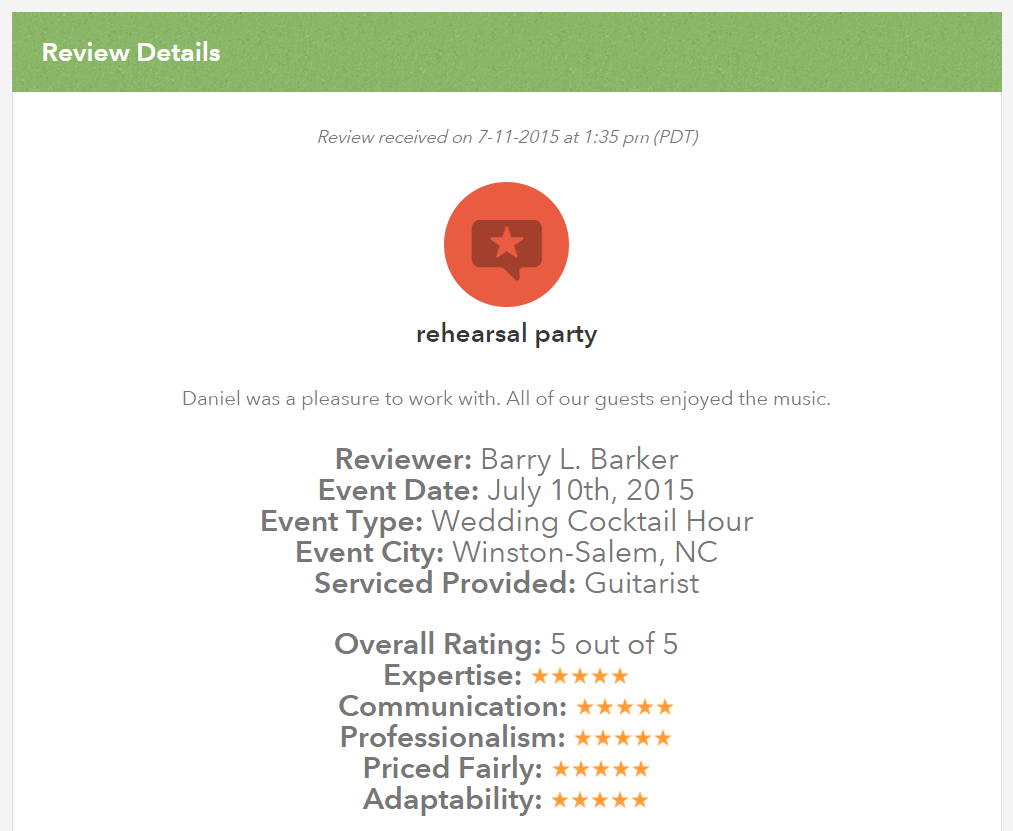 Review Details
Review received on 7-11-2015 at 1:35 pm (PDT)
rehearsal party
Daniel was a pleasure to work with. All of our guests enjoyed the music.
Reviewer: Barry L. Barker
Event Date: July 10th, 2015
Event Type: Wedding Cocktail Hour
Event City: Winston-Salem, NC
Serviced Provided: Guitarist
Overall Rating: 5 out of 5
Expertise: ★★★★★
Communication: ★★★★★
Professionalism: ★★★★★
Priced Fairly: ★★★★★
Adaptability: ★★★★★